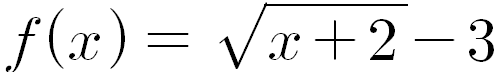 f(x) = √(x+2) − 3